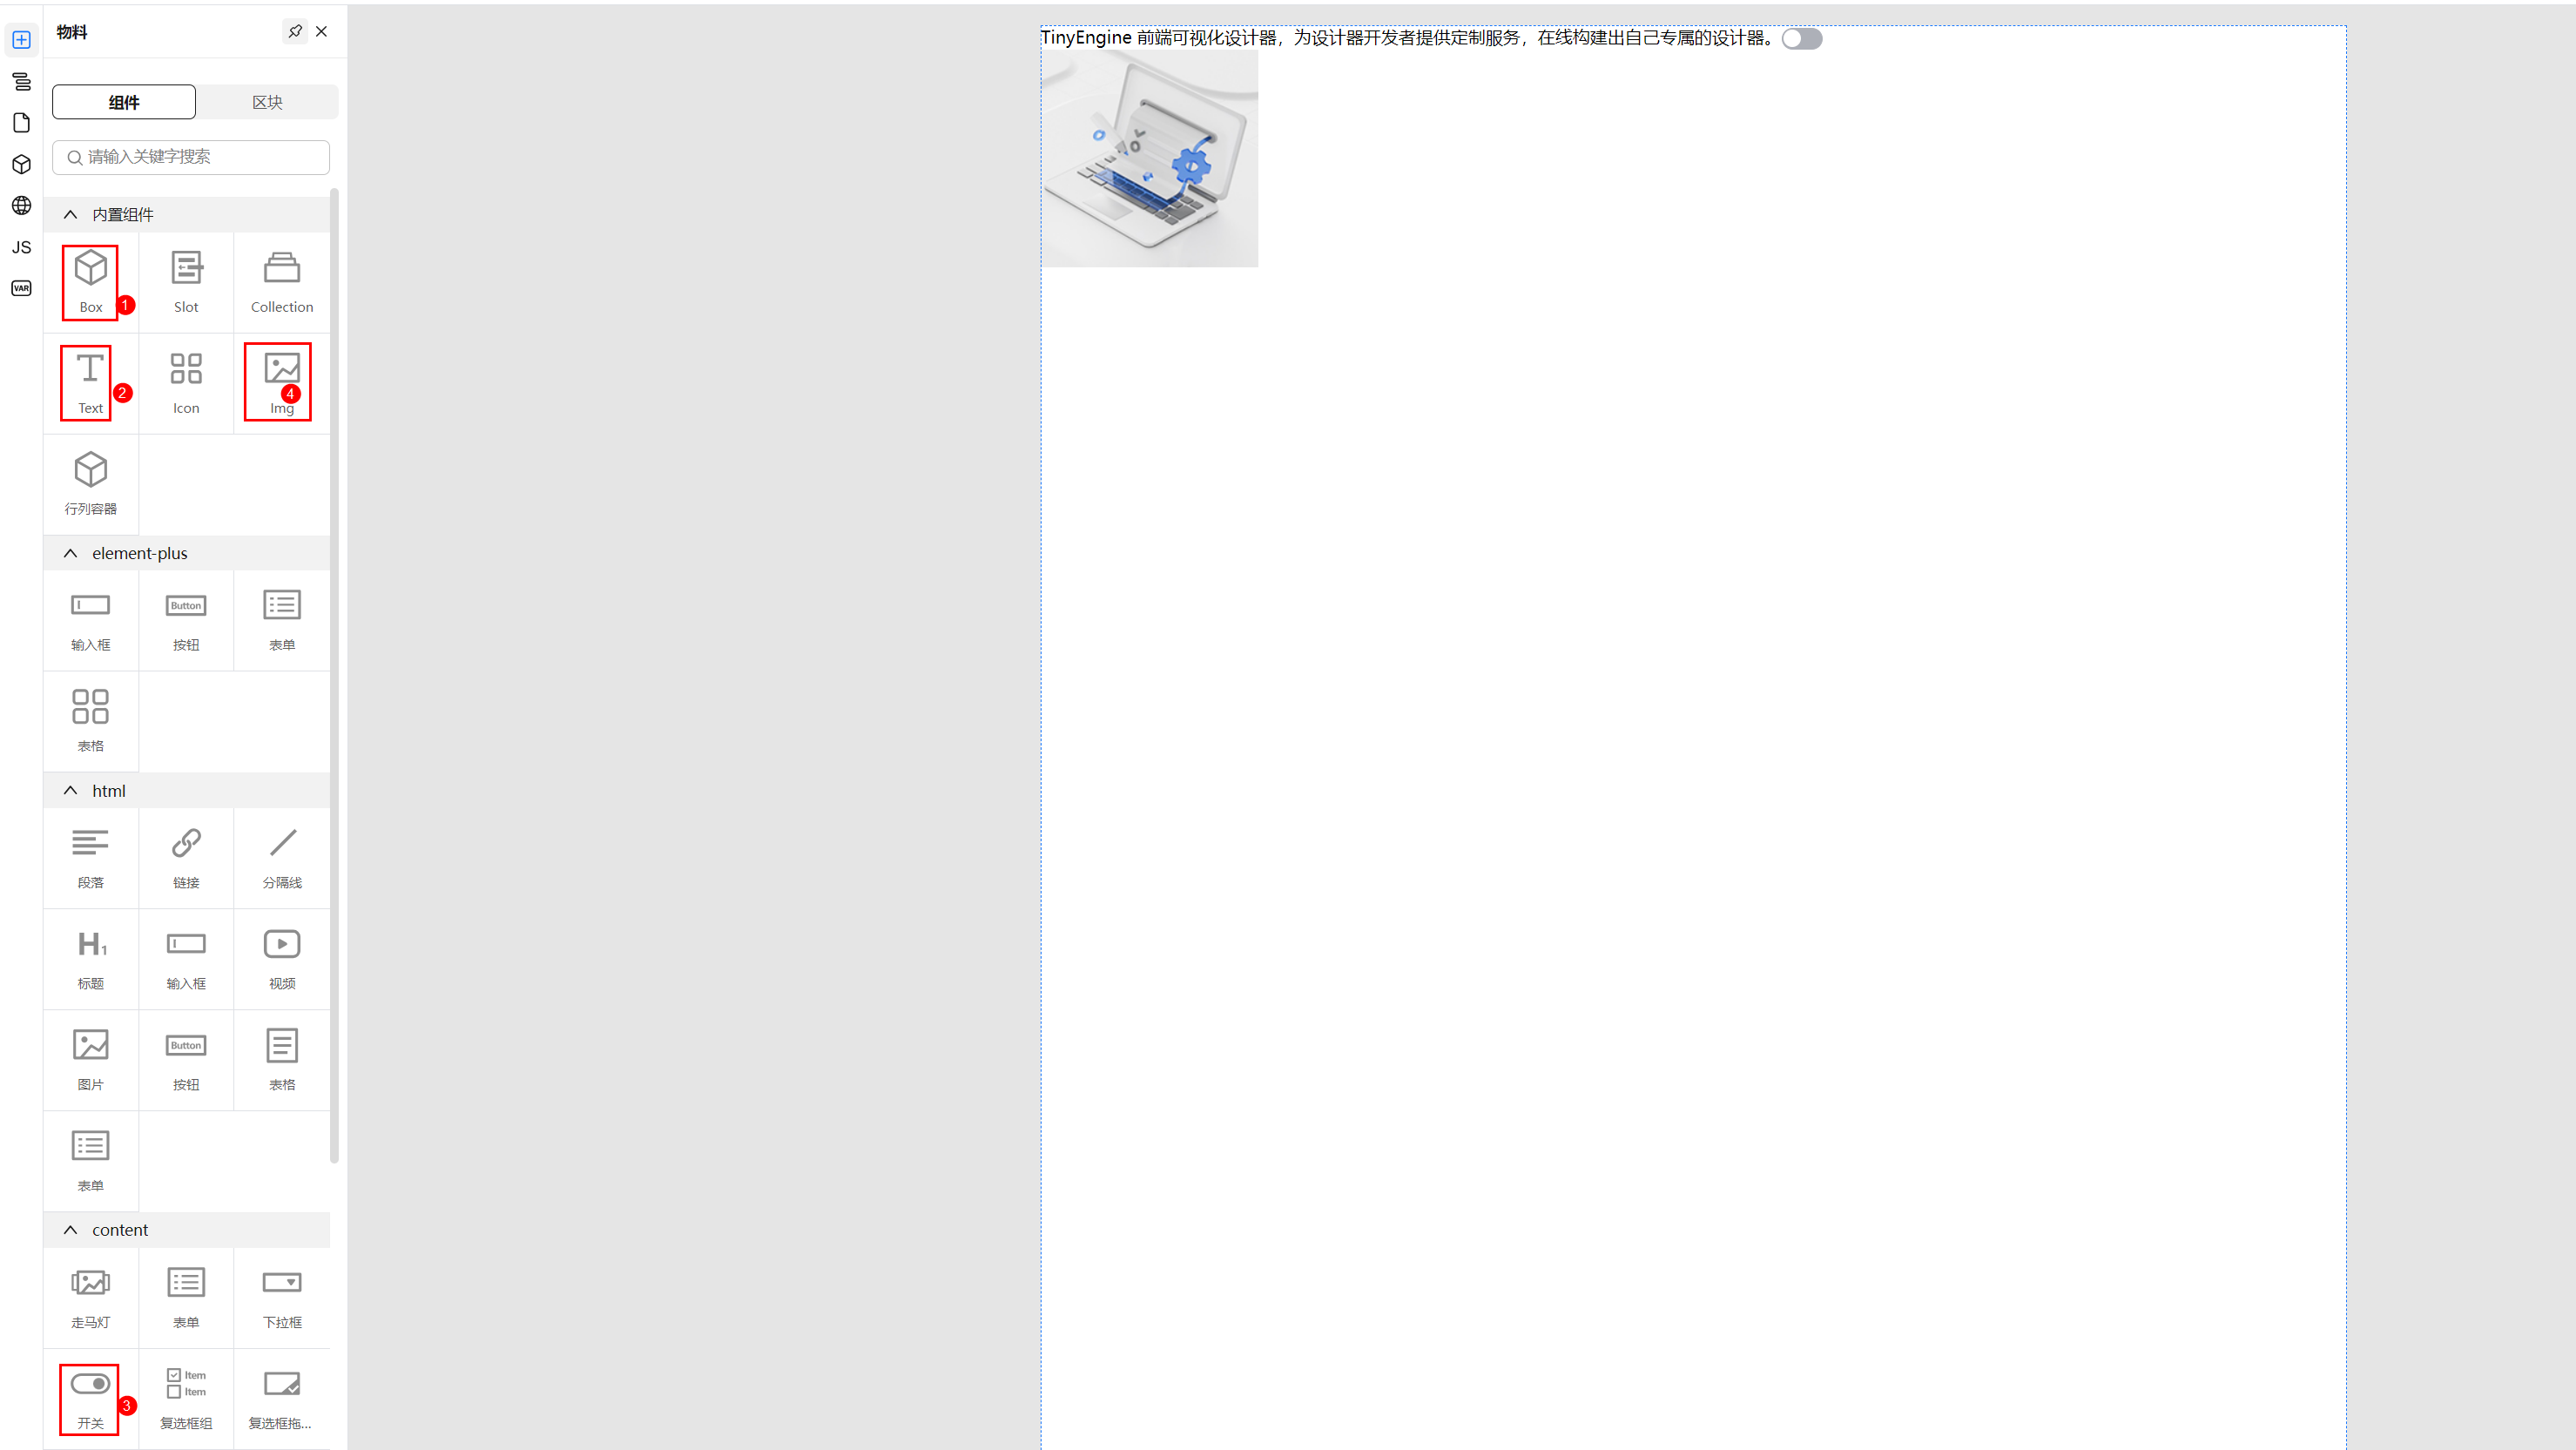 物料
组件
区块
请输入关键字搜索
JS
VAR
内置组件
Box
1
Slot
Collection
Text
2
Icon
4
Img
行列容器
element-plus
输入框
Button
按钮
表单
表格
html
段落
链接
分隔线
H1
标题
输入框
视频
图片
Button
按钮
表格
表单
content
走马灯
表单
下拉框
开关
3
Item
Item
复选框组
复选框拖...
TinyEngine 前端可视化设计器，为设计器开发者提供定制服务，在线构建出自己专属的设计器。